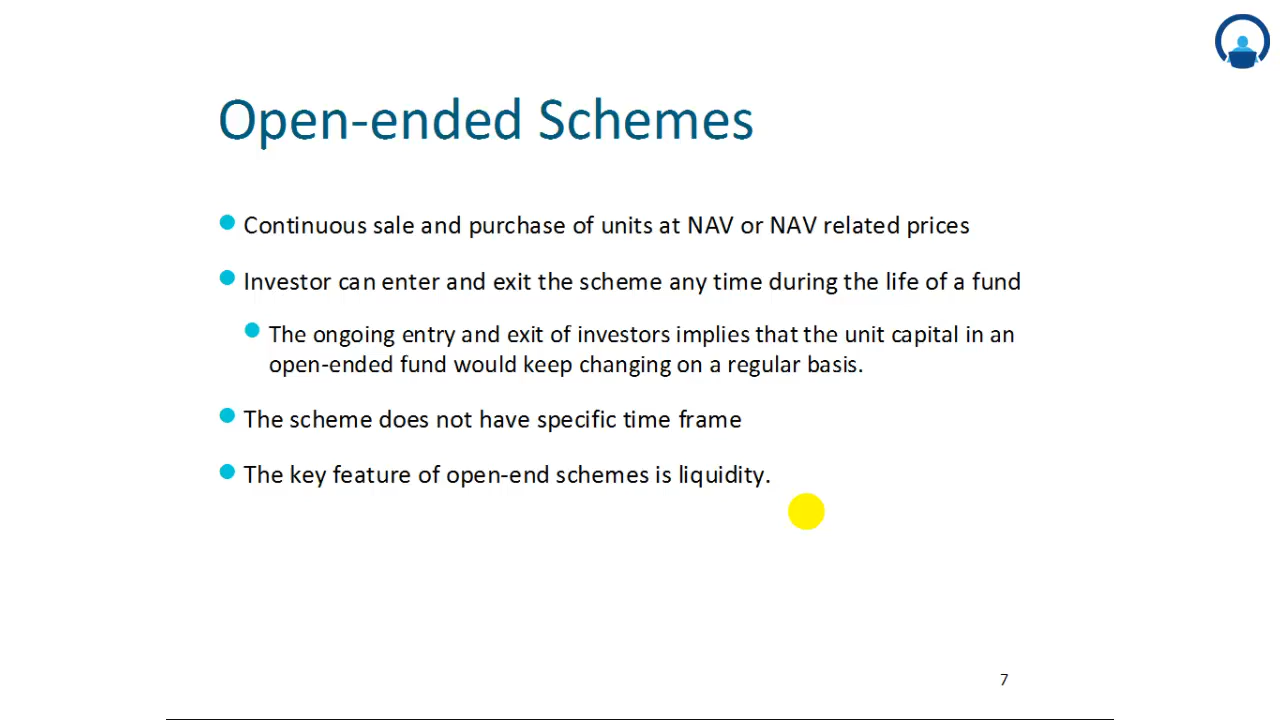 Open-ended Schemes
Continuous sale and purchase of units at NAV or NAV related prices
Investor can enter and exit the scheme any time during the life of a fund
The ongoing entry and exit of investors implies that the unit capital in an
open-ended fund would keep changing on a regular basis.
The scheme does not have specific time frame
The key feature of open-end schemes is liquidity.
7